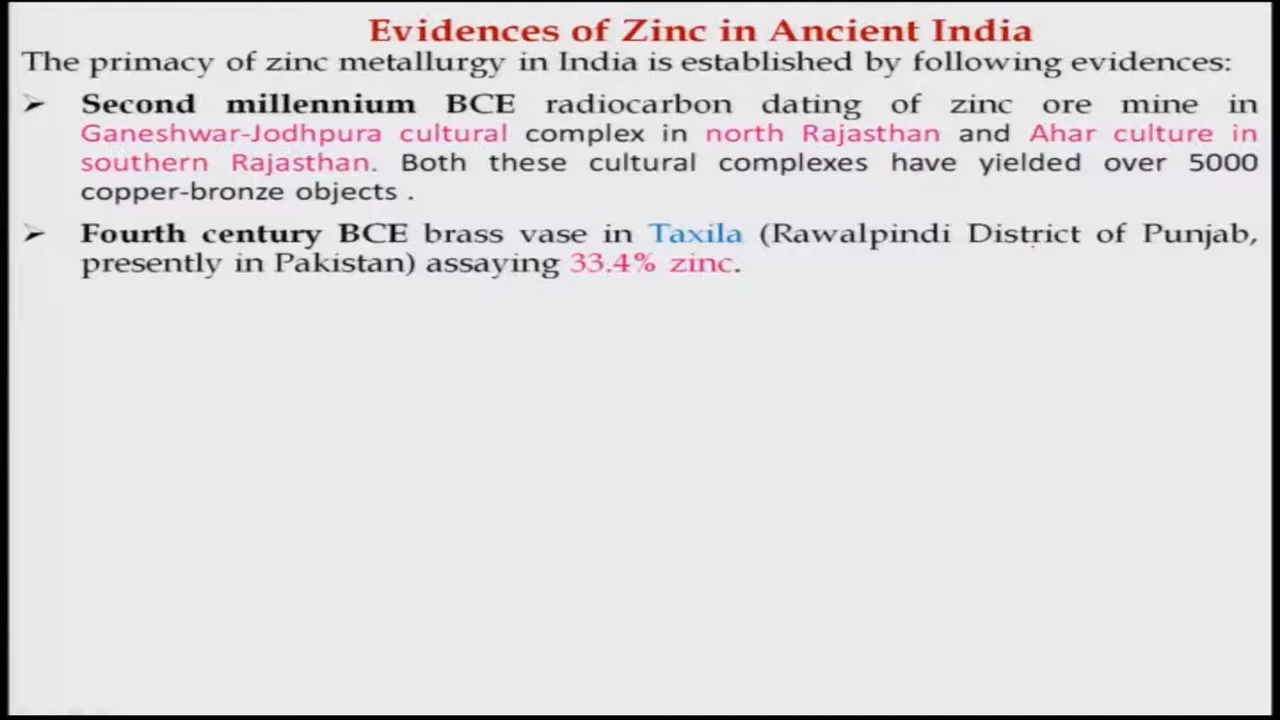 Evidences of Zinc in Ancient India
The primacy of zinc metallurgy in India is established by following evidences:
➢ Second millennium BCE radiocarbon dating of zinc ore mine in
Ganeshwar-Jodhpura cultural complex in north Rajasthan and Ahar culture in
southern Rajasthan. Both these cultural complexes have yielded over 5000
copper-bronze objects .
➢ Fourth century BCE brass vase in Taxila (Rawalpindi District of Punjab,
presently in Pakistan) assaying 33.4% zinc.